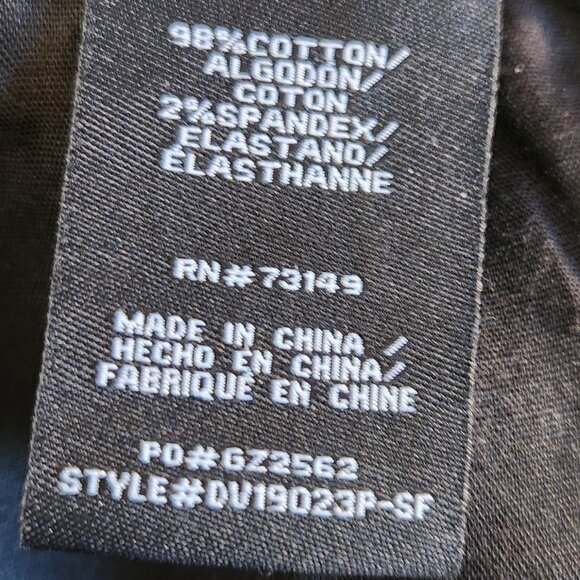 98%COTTON/
ALGODON/
COTON
2%SPANDEX/
ELASTANO/
ELASTHANNE
RN#73149
MADE IN CHINA /
HECHO EN CHINA/
FABRIQUE EN CHINE
PO#GZ2562
STYLE#DV19023P-SF